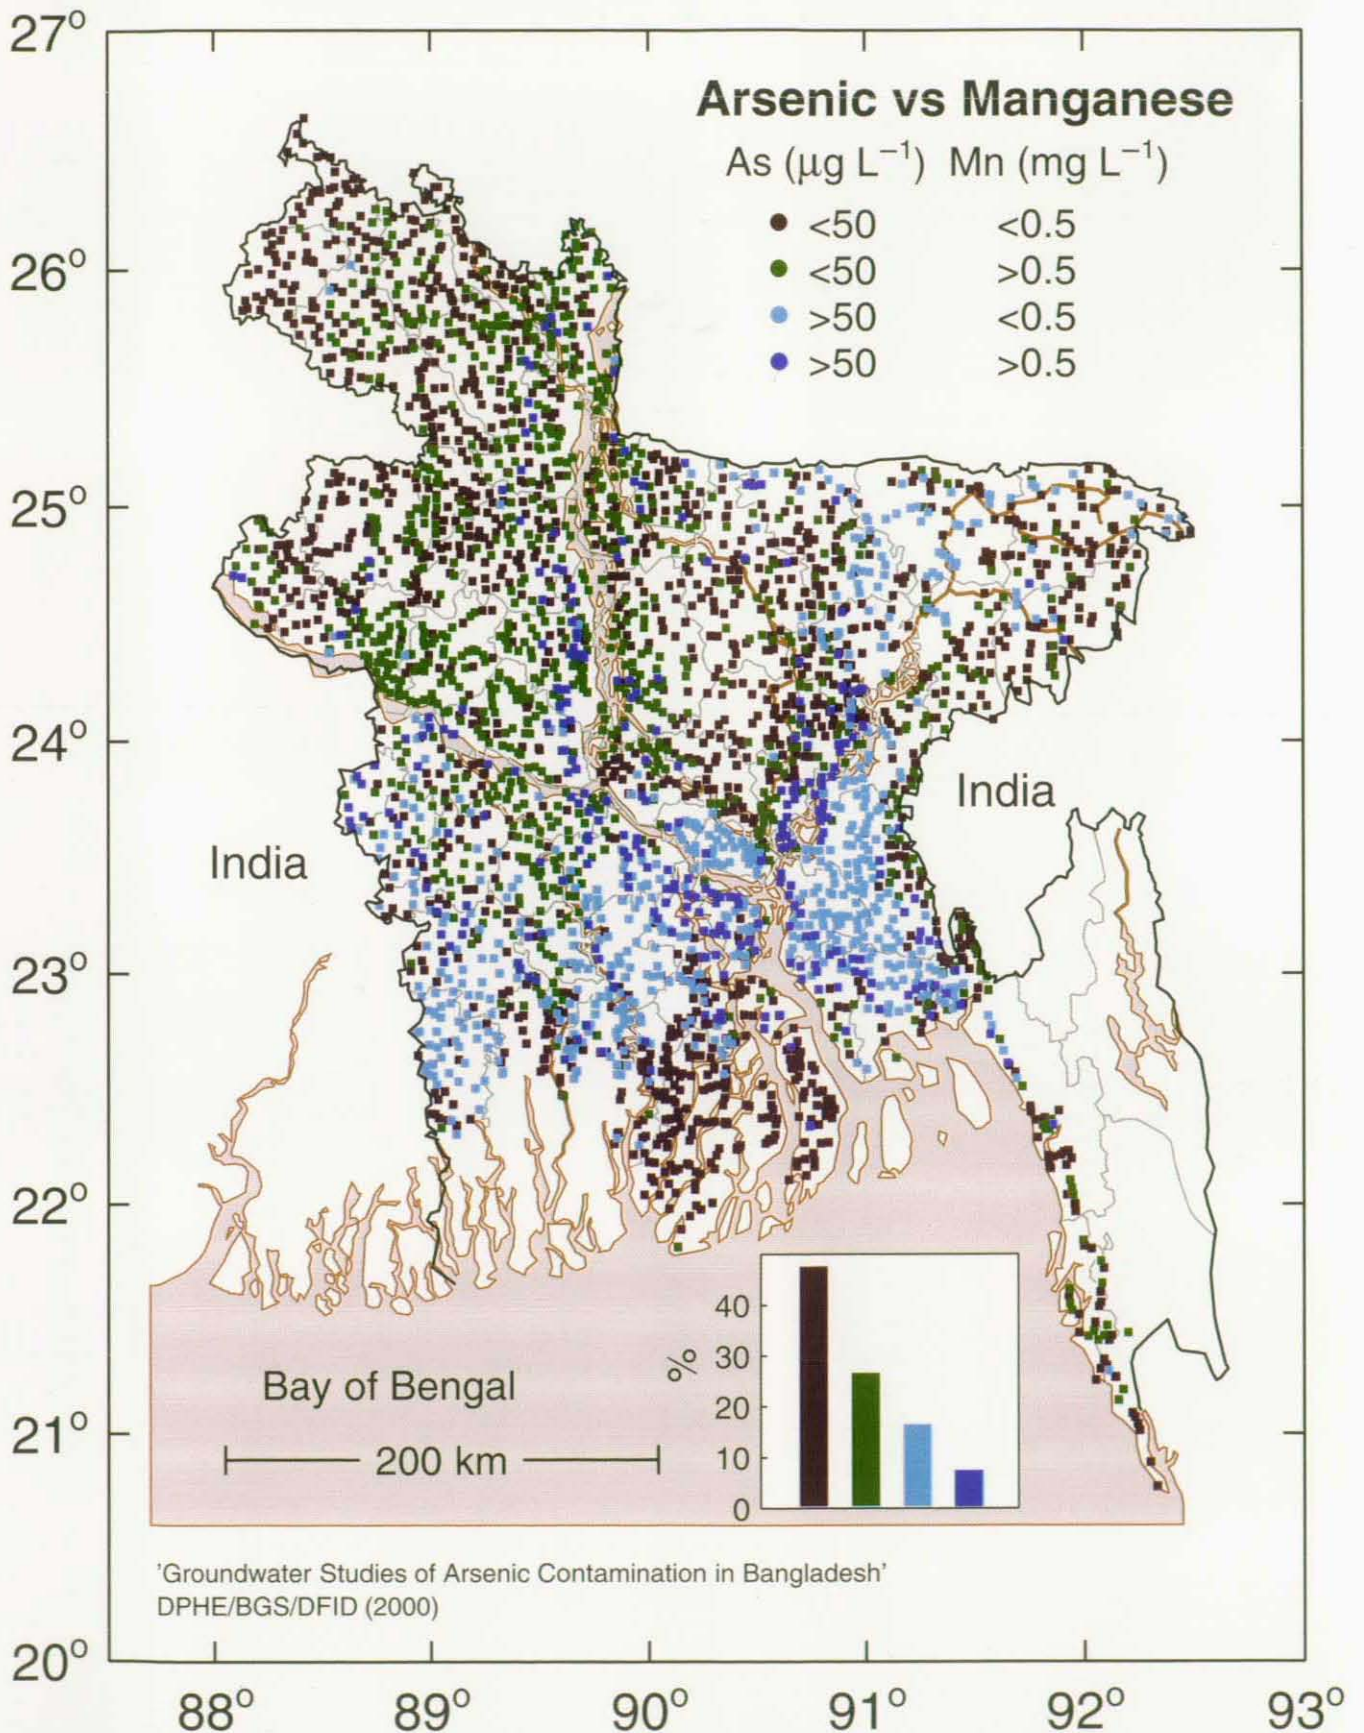 Arsenic vs Manganese
As (μg L⁻¹) Mn (mg L⁻¹)
<50 <0.5
<50 >0.5
>50 <0.5
>50 >0.5
27°
26°
25°
24°
23°
22°
21°
20°
India
India
Bay of Bengal
200 km
%
40
30
20
10
0
'Groundwater Studies of Arsenic Contamination in Bangladesh'
DPHE/BGS/DFID (2000)
88° 89° 90° 91° 92° 93°